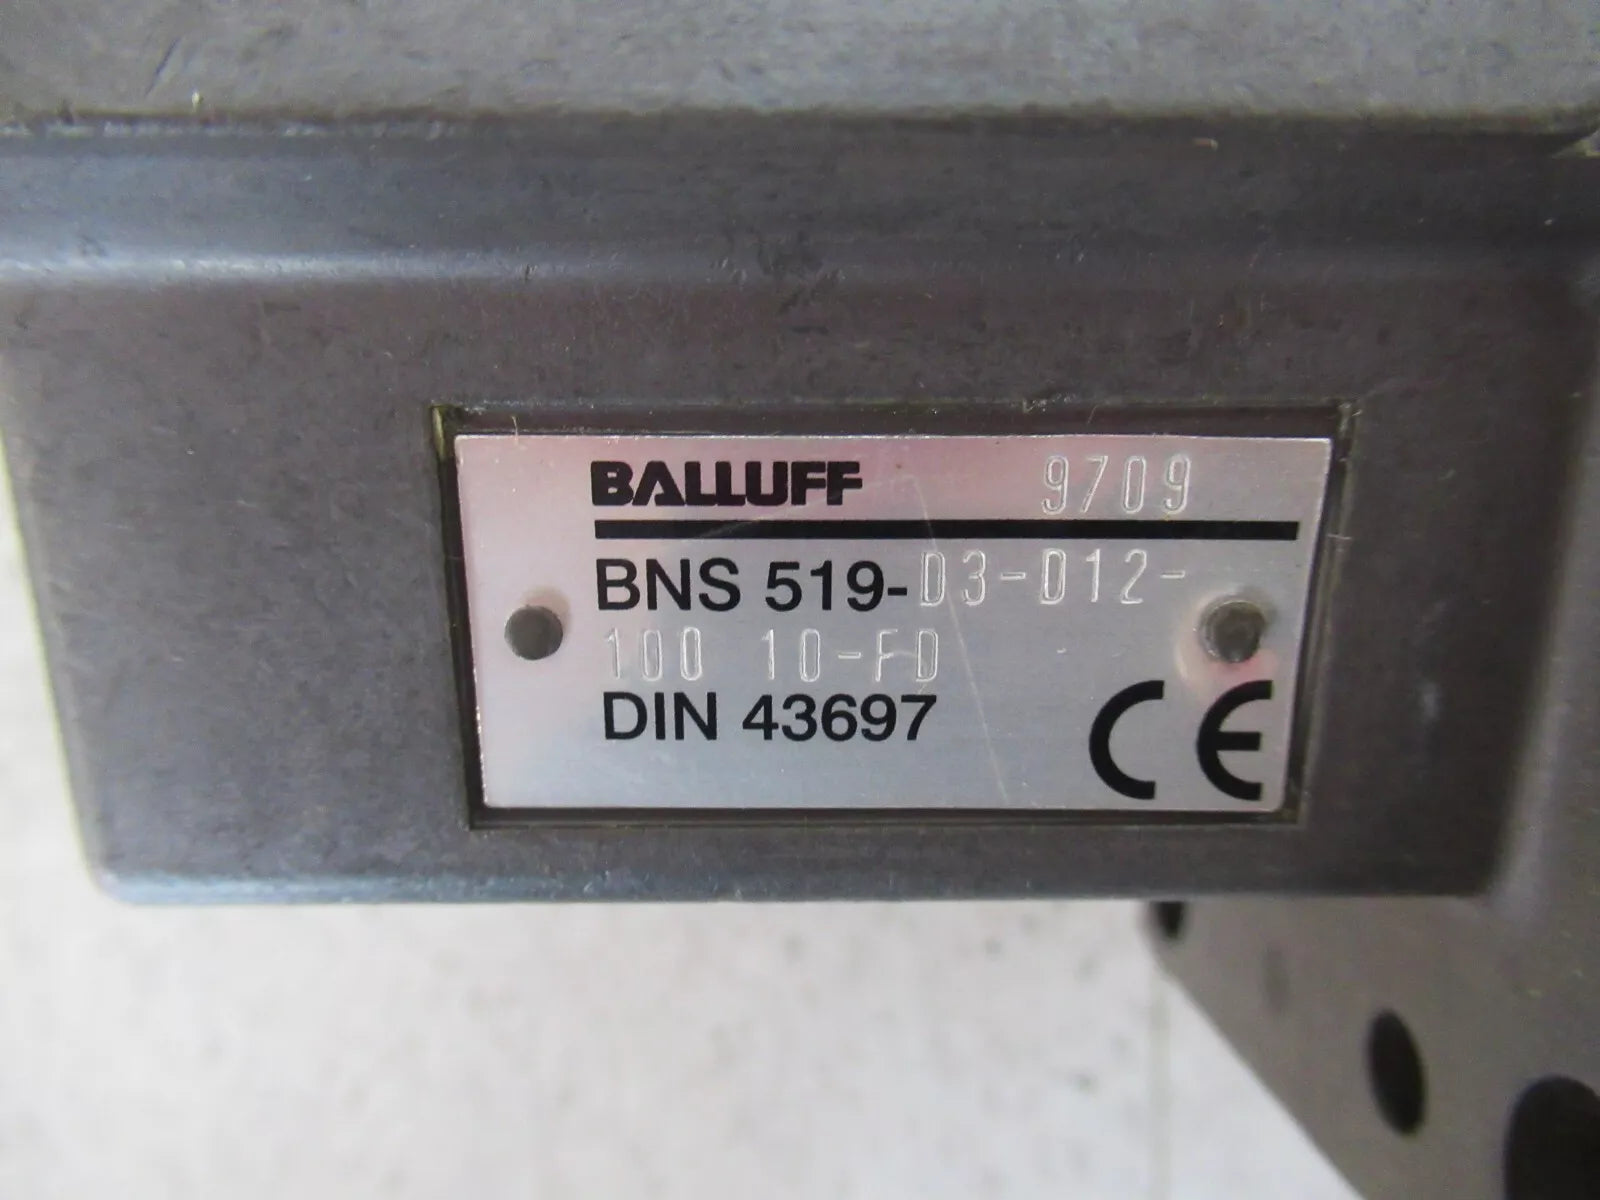 BALLUFF 9709
BNS 519-D3-D12-
100 10-FD
DIN 43697
CE